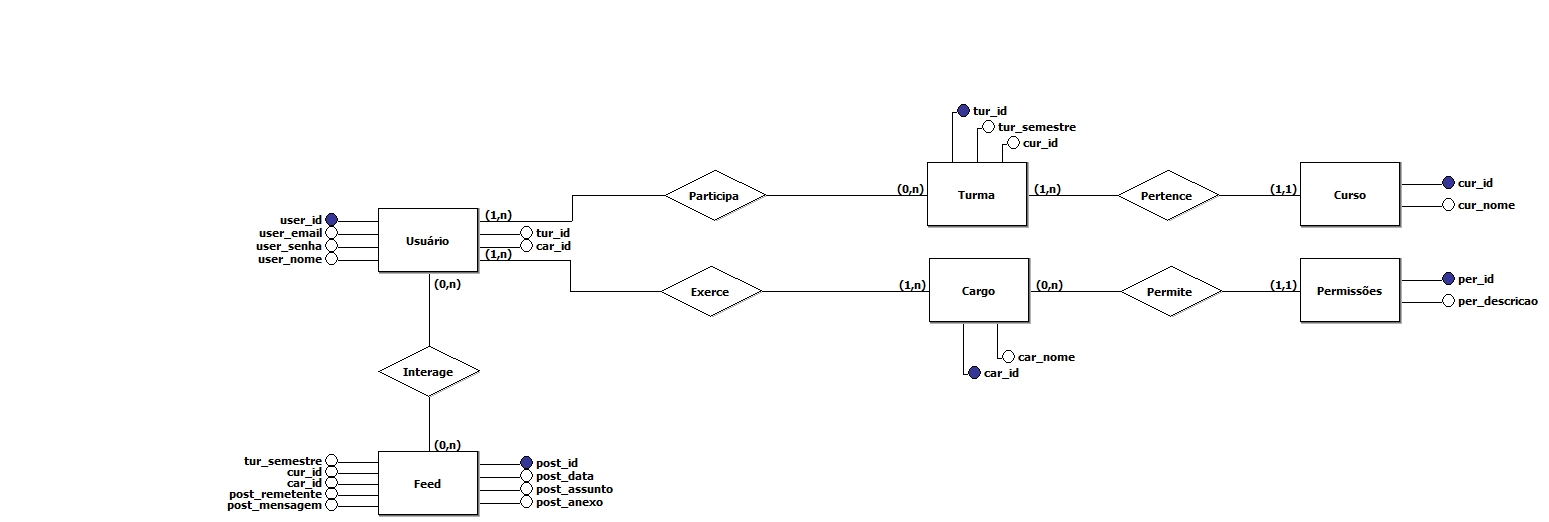 tur_id
tur_semestre
cur_id
Participa
(0,n)
Turma
(1,n)
Pertence
(1,1)
Curso
cur_id
cur_nome
user_id
user_email
user_senha
user_nome
Usuário
(1,n)
tur_id
car_id
(1,n)
(0,n)
Exerce
(1,n)
Cargo
(0,n)
Permite
(1,1)
Permissões
per_id
per_descricao
car_nome
car_id
Interage
(0,n)
tur_semestre
cur_id
car_id
post_remetente
post_mensagem
Feed
post_id
post_data
post_assunto
post_anexo